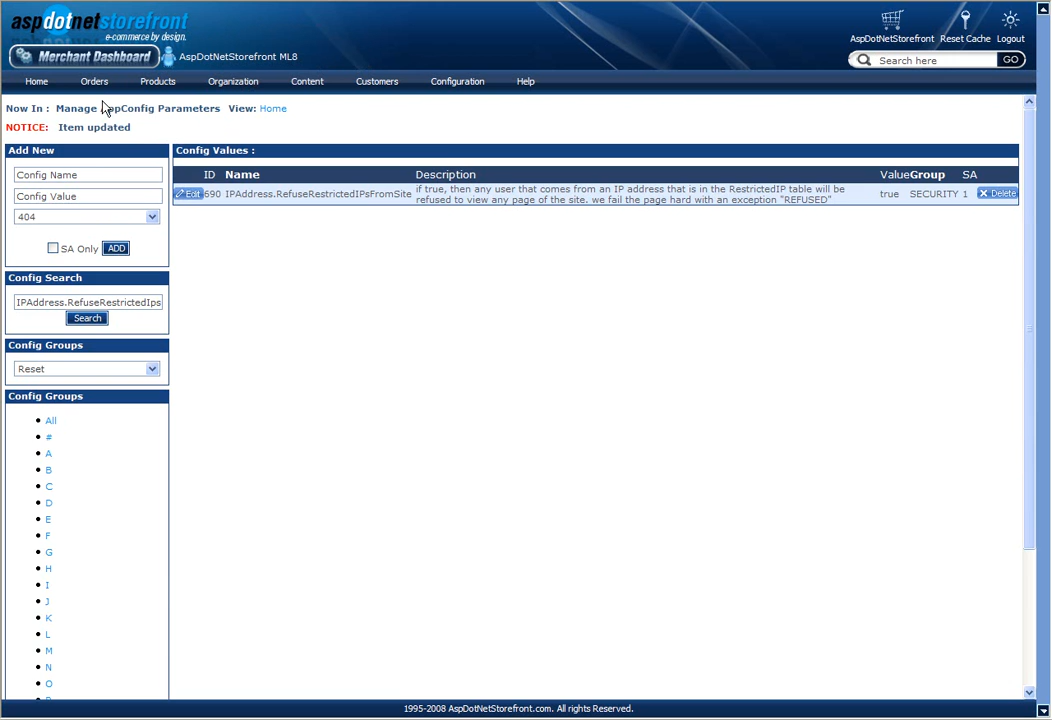 aspdotnetstorefront
e-commerce by design.
Merchant Dashboard
AspDotNetStorefront ML8
AspDotNetStorefront Reset Cache Logout
Search here GO
Home Orders Products Organization Content Customers Configuration Help
Now In : Manage AppConfig Parameters View: Home
NOTICE: Item updated
Add New
Config Name
Config Value
404
SA Only ADD
Config Search
IPAddress.RefuseRestrictedIps
Search
Config Groups
Reset
Config Groups
All
#
A
B
C
D
E
F
G
H
I
J
K
L
M
N
O
Config Values :
ID Name Description Value Group SA
Edit 690 IPAddress.RefuseRestrictedIPsFromSite if true, then any user that comes from an IP address that is in the RestrictedIP table will be
refused to view any page of the site. we fail the page hard with an exception "REFUSED" true SECURITY 1 Delete
1995-2008 AspDotNetStorefront.com. All rights Reserved.